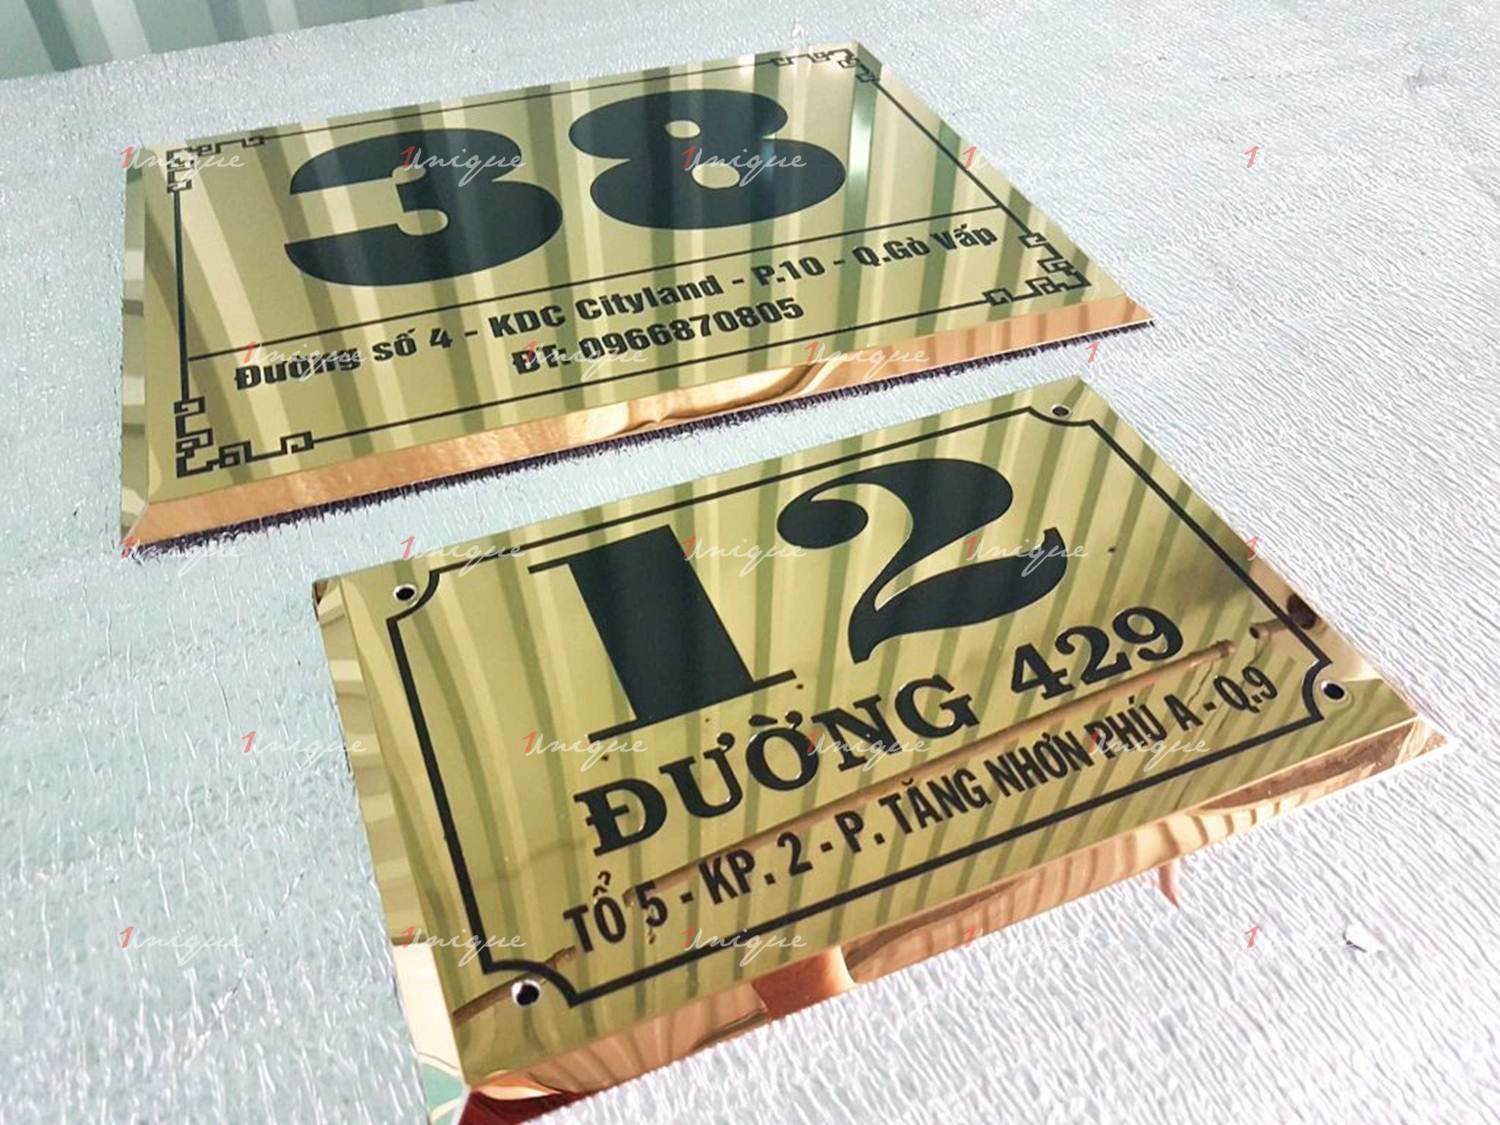 38
Đường số 4 - KDC Cityland - P.10 - Q.Gò Vấp
ĐT: 0966870805
12
ĐƯỜNG 429
TỔ 5 - KP. 2 - P. TĂNG NHƠN PHÚ A - Q.9
1Unique